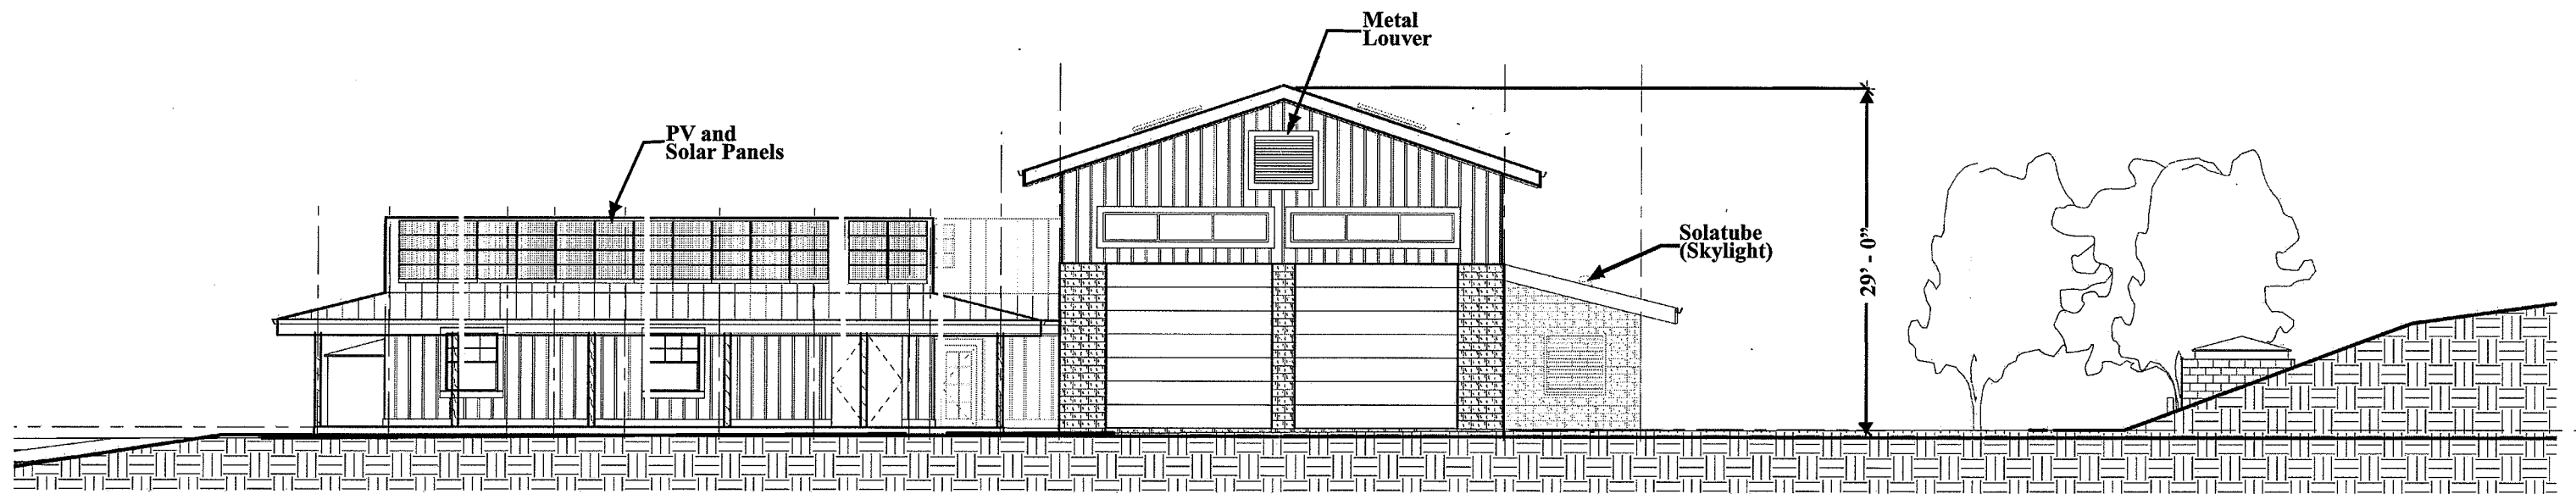 Metal
Louver
PV and
Solar Panels
Solatube
(Skylight)
29' - 0"